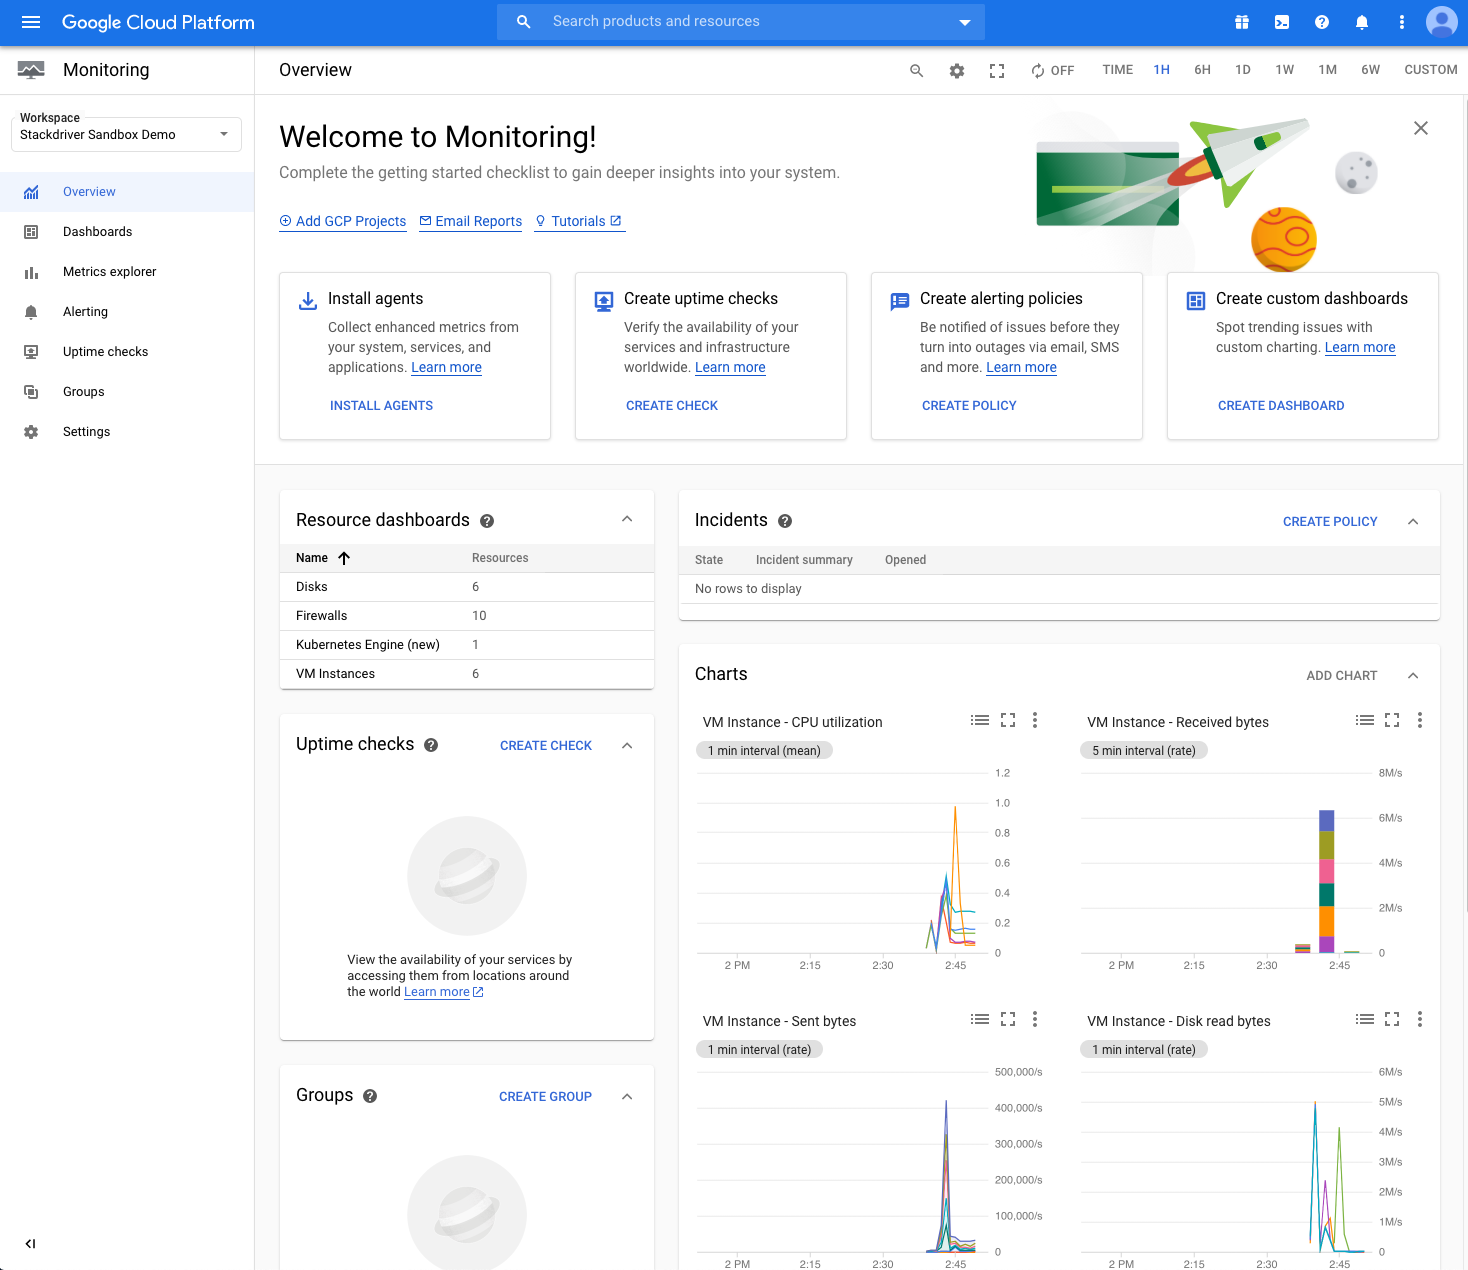 Google Cloud Platform
Search products and resources
Monitoring
Overview
OFF
TIME
1H
6H
1D
1W
1M
6W
CUSTOM
Workspace
Stackdriver Sandbox Demo
Overview
Dashboards
Metrics explorer
Alerting
Uptime checks
Groups
Settings
Welcome to Monitoring!
Complete the getting started checklist to gain deeper insights into your system.
Add GCP Projects
Email Reports
Tutorials
Install agents
Collect enhanced metrics from
your system, services, and
applications. Learn more
INSTALL AGENTS
Create uptime checks
Verify the availability of your
services and infrastructure
worldwide. Learn more
CREATE CHECK
Create alerting policies
Be notified of issues before they
turn into outages via email, SMS
and more. Learn more
CREATE POLICY
Create custom dashboards
Spot trending issues with
custom charting. Learn more
CREATE DASHBOARD
Resource dashboards
Name Resources
Disks 6
Firewalls 10
Kubernetes Engine (new) 1
VM Instances 6
Uptime checks
CREATE CHECK
View the availability of your services by
accessing them from locations around
the world Learn more
Groups
CREATE GROUP
Incidents
CREATE POLICY
State Incident summary Opened
No rows to display
Charts
ADD CHART
VM Instance - CPU utilization
1 min interval (mean)
1.2
1.0
0.8
0.6
0.4
0.2
0
2 PM 2:15 2:30 2:45
VM Instance - Received bytes
5 min interval (rate)
8M/s
6M/s
4M/s
2M/s
0
2 PM 2:15 2:30 2:45
VM Instance - Sent bytes
1 min interval (rate)
500,000/s
400,000/s
300,000/s
200,000/s
100,000/s
0
2 PM 2:15 2:30 2:45
VM Instance - Disk read bytes
1 min interval (rate)
6M/s
5M/s
4M/s
3M/s
2M/s
1M/s
0
2 PM 2:15 2:30 2:45